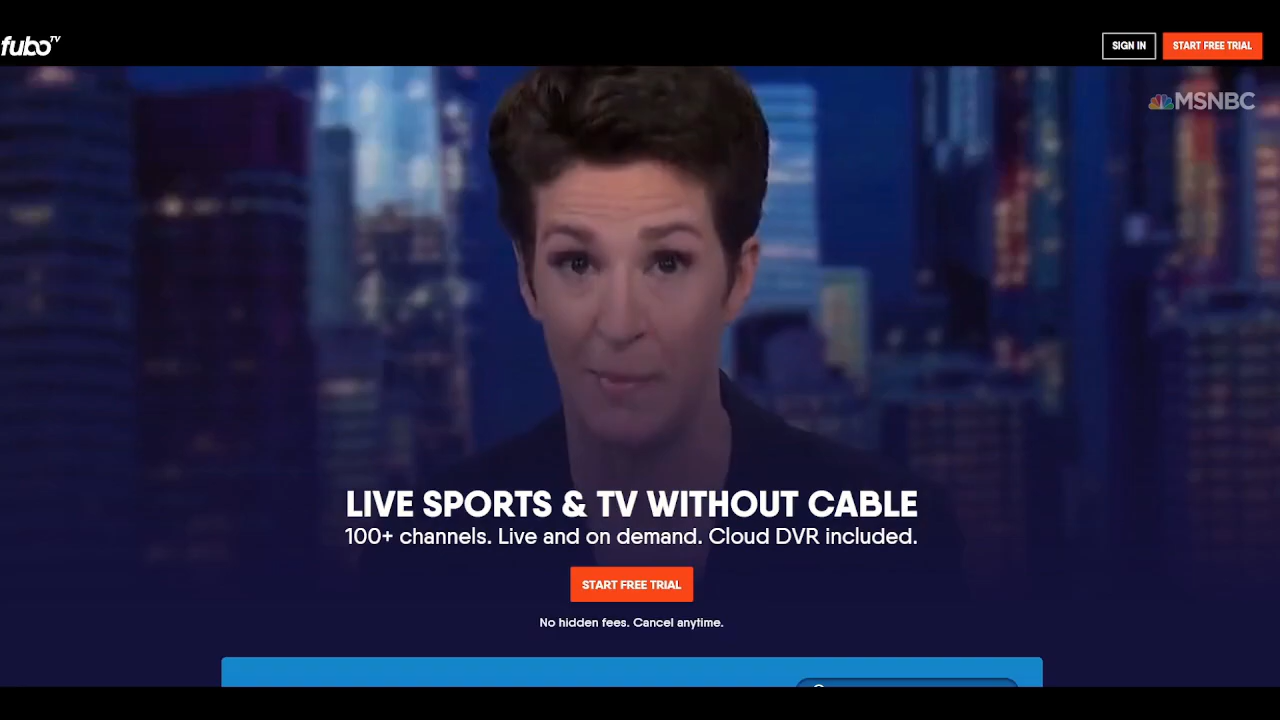 fuboTV
SIGN IN
START FREE TRIAL
MSNBC
LIVE SPORTS & TV WITHOUT CABLE
100+ channels. Live and on demand. Cloud DVR included.
START FREE TRIAL
No hidden fees. Cancel anytime.